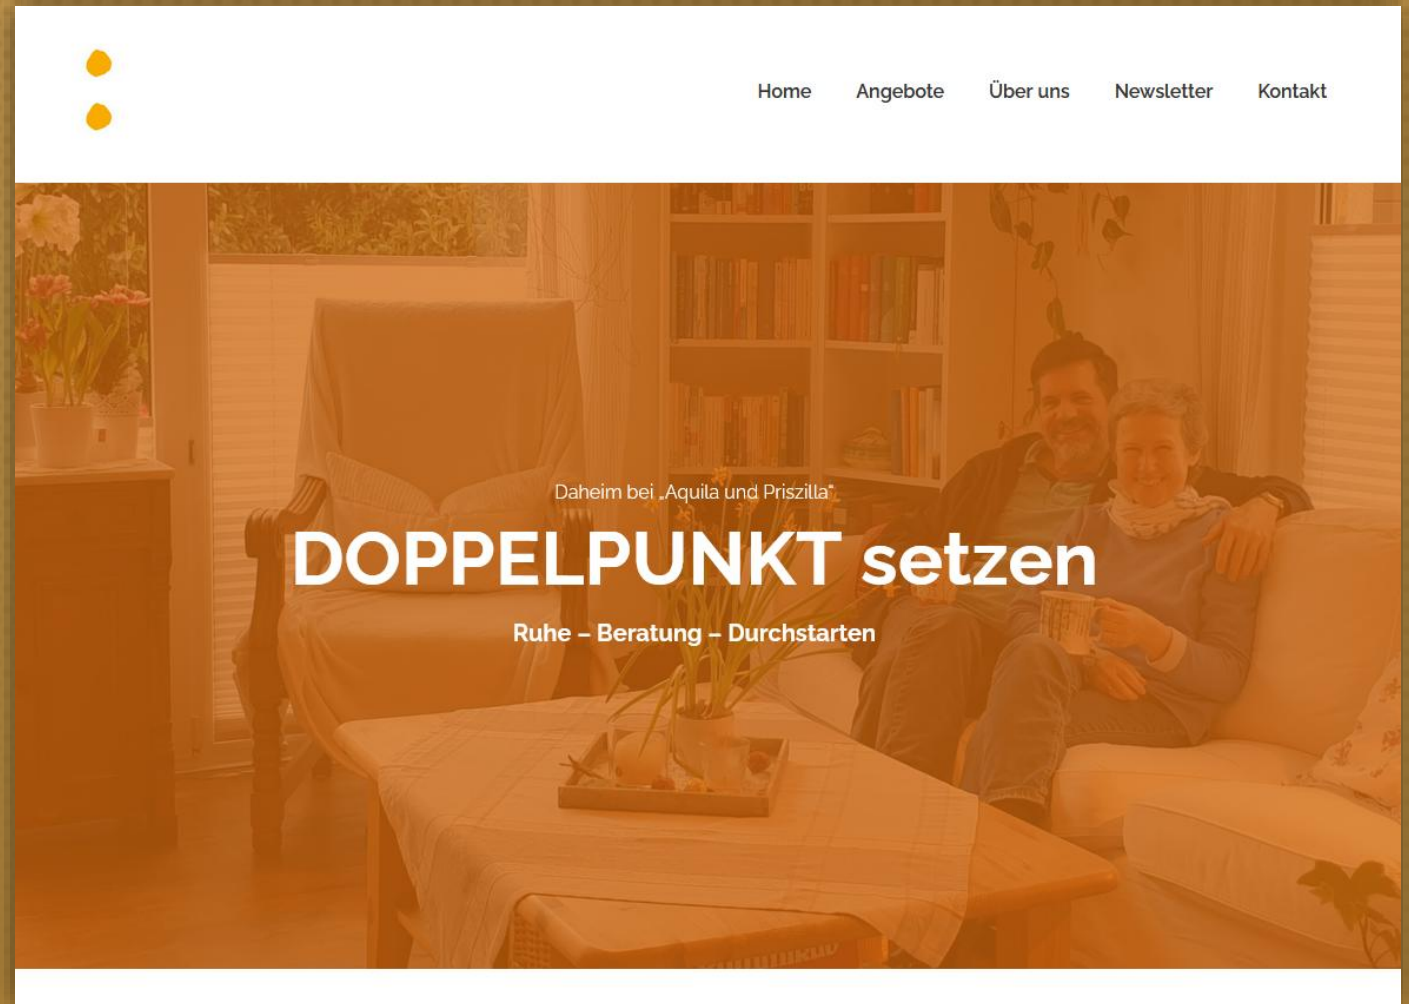 Home Angebote Über uns Newsletter Kontakt
Daheim bei „Aquila und Priszilla“
DOPPELPUNKT setzen
Ruhe – Beratung – Durchstarten